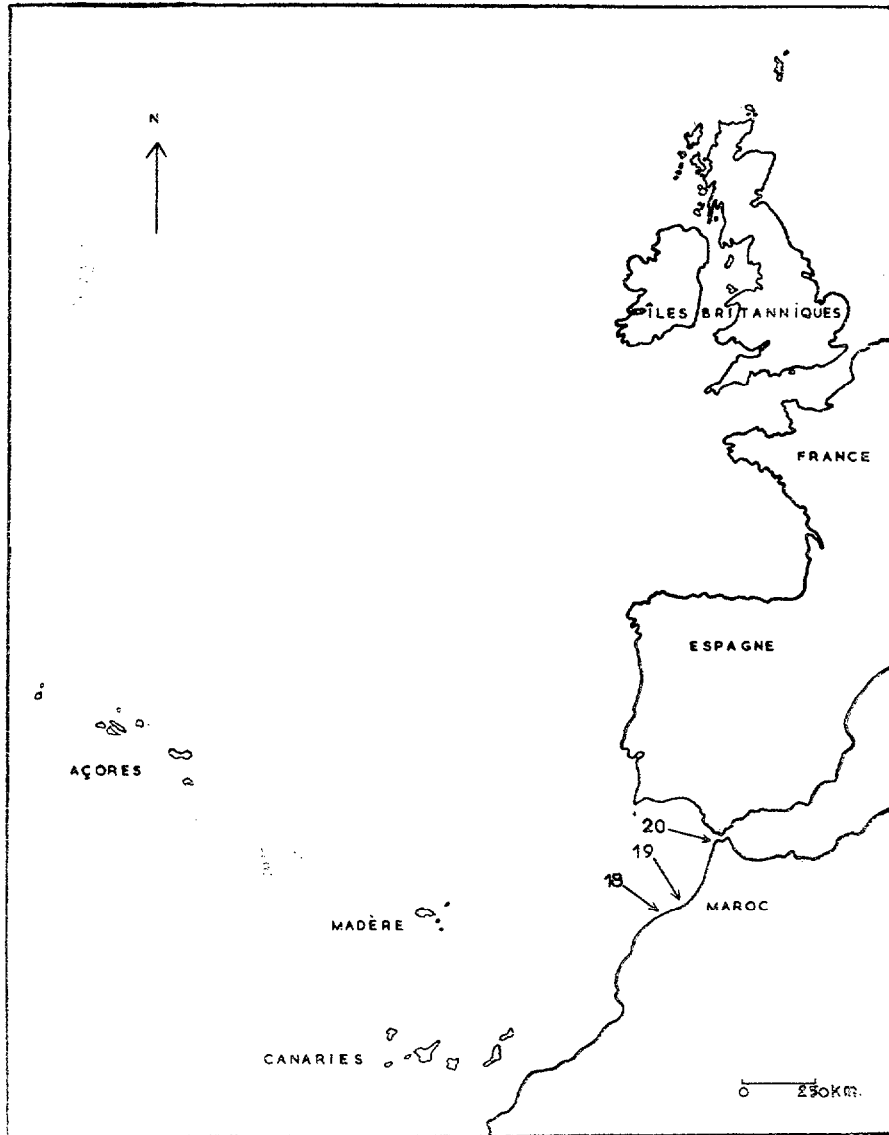 N
ÎLES BRITANNIQUES
FRANCE
ESPAGNE
AÇORES
20
19
18
MAROC
MADÈRE
CANARIES
0 250KM.